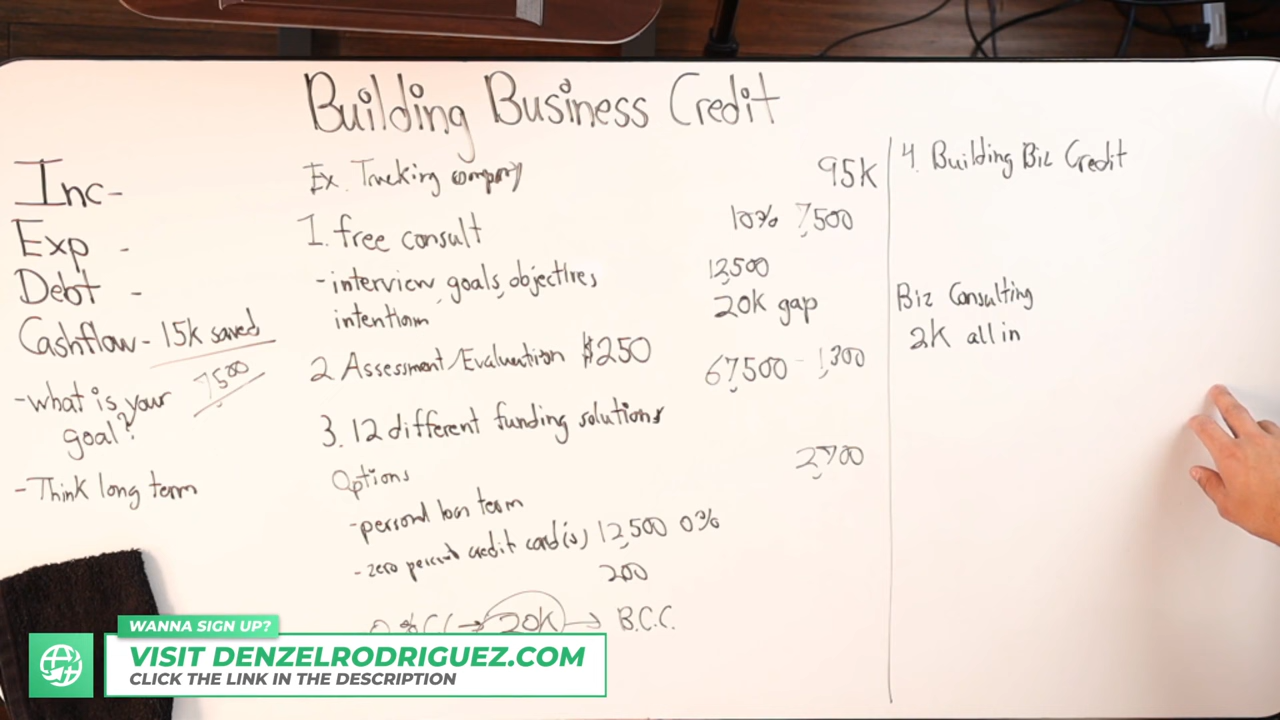 Building Business Credit
Inc-
Exp -
Debt -
Cashflow - 15k saved
7500
-what is your
goal?
-Think long term
Ex. Trucking company
1. free consult
-interview, goals, objectives
2 Assessment/Evaluation $250
3. 12 different funding solutions
Options
-personal loan term
-zero percent credit card(s) 12,500 0%
200
20K → B.C.C.
95K
10% 7,500
12,500
20K gap
67,500 - 1,300
2,700
4. Building Biz Credit
Biz Consulting
2K all in
WANNA SIGN UP?
VISIT DENZELRODRIGUEZ.COM
CLICK THE LINK IN THE DESCRIPTION